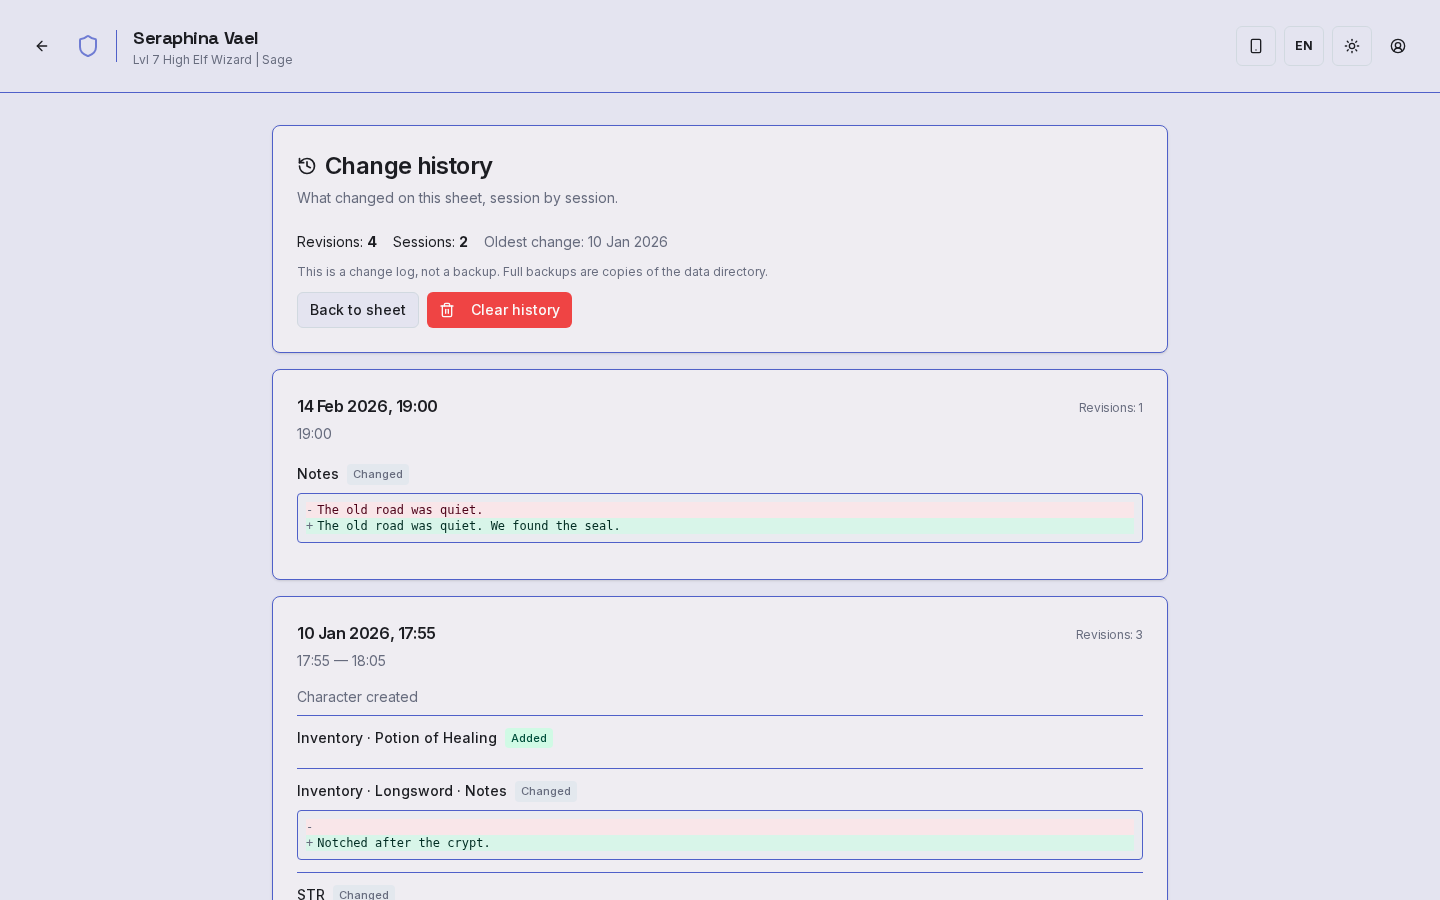 Seraphina Vael
Lvl 7 High Elf Wizard | Sage
EN
Change history
What changed on this sheet, session by session.
Revisions: 4 Sessions: 2 Oldest change: 10 Jan 2026
This is a change log, not a backup. Full backups are copies of the data directory.
Back to sheet
Clear history
14 Feb 2026, 19:00
Revisions: 1
19:00
Notes Changed
- The old road was quiet.
+ The old road was quiet. We found the seal.
10 Jan 2026, 17:55
Revisions: 3
17:55 — 18:05
Character created
Inventory · Potion of Healing Added
Inventory · Longsword · Notes Changed
-
+ Notched after the crypt.
STR Changed